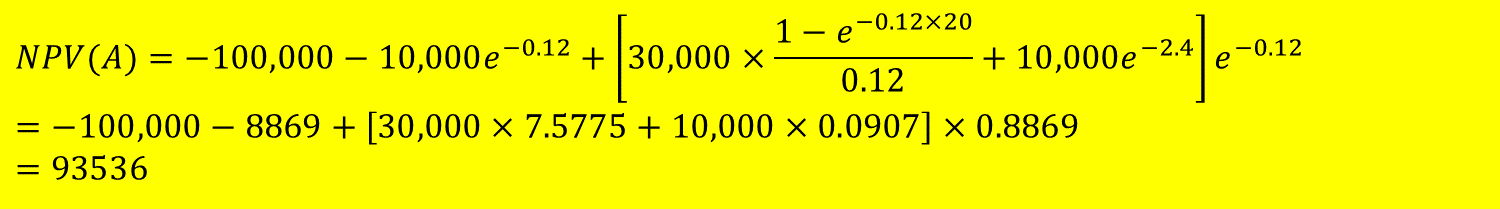 NPV(A) = −100,000 − 10,000e^{−0.12} + [30,000 × \frac{1 − e^{−0.12×20}}{0.12} + 10,000e^{−2.4}] e^{−0.12}
= −100,000 − 8869 + [30,000 × 7.5775 + 10,000 × 0.0907] × 0.8869
= 93536